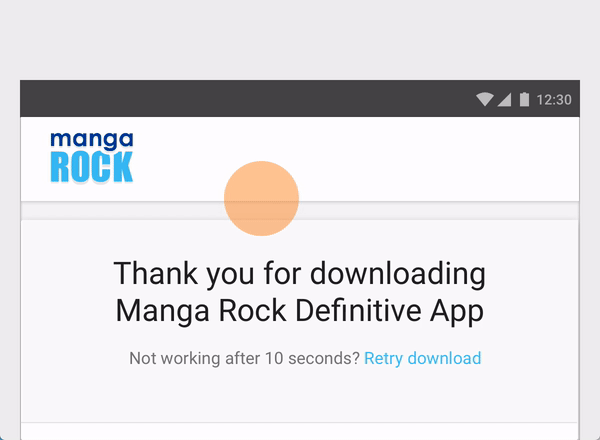 12:30
manga
ROCK
Thank you for downloading
Manga Rock Definitive App
Not working after 10 seconds? Retry download